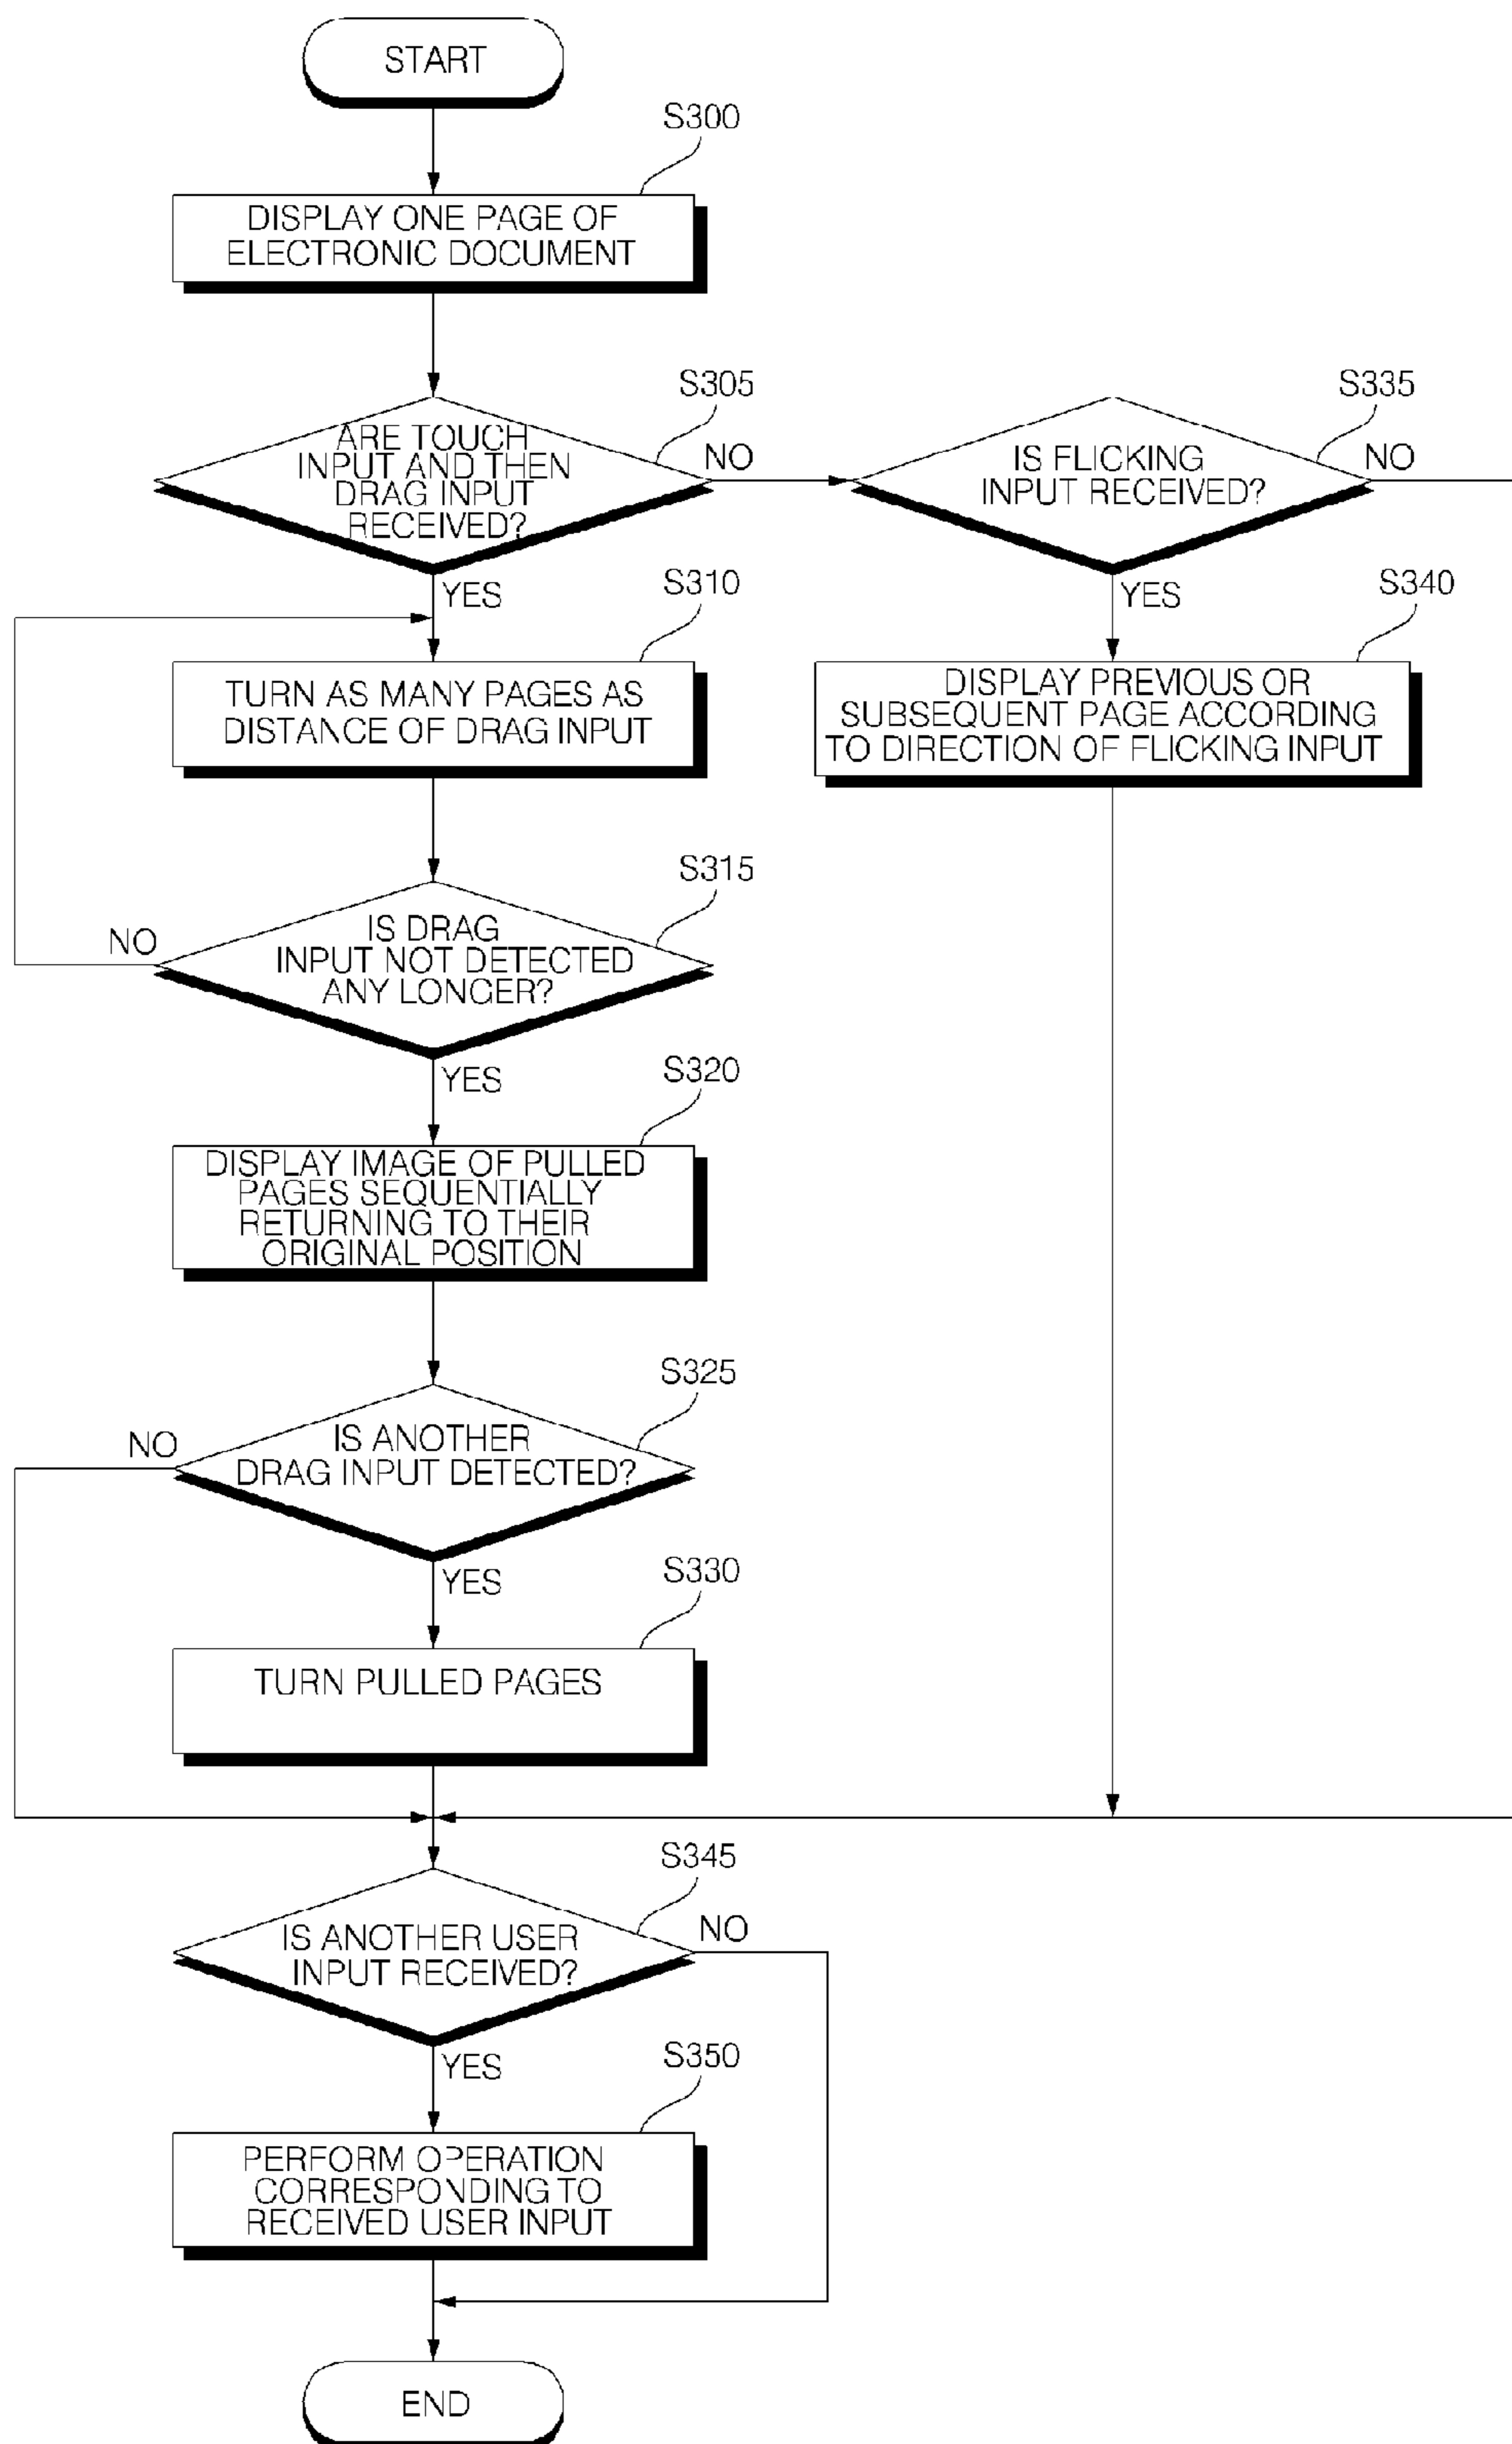 START
S300
DISPLAY ONE PAGE OF
ELECTRONIC DOCUMENT
S305
ARE TOUCH
INPUT AND THEN
DRAG INPUT
RECEIVED?
NO
YES
S335
IS FLICKING
INPUT RECEIVED?
NO
YES
S310
TURN AS MANY PAGES AS
DISTANCE OF DRAG INPUT
S340
DISPLAY PREVIOUS OR
SUBSEQUENT PAGE ACCORDING
TO DIRECTION OF FLICKING INPUT
S315
IS DRAG
INPUT NOT DETECTED
ANY LONGER?
NO
YES
S320
DISPLAY IMAGE OF PULLED
PAGES SEQUENTIALLY
RETURNING TO THEIR
ORIGINAL POSITION
S325
IS ANOTHER
DRAG INPUT DETECTED?
NO
YES
S330
TURN PULLED PAGES
S345
IS ANOTHER USER
INPUT RECEIVED?
NO
YES
S350
PERFORM OPERATION
CORRESPONDING TO
RECEIVED USER INPUT
END